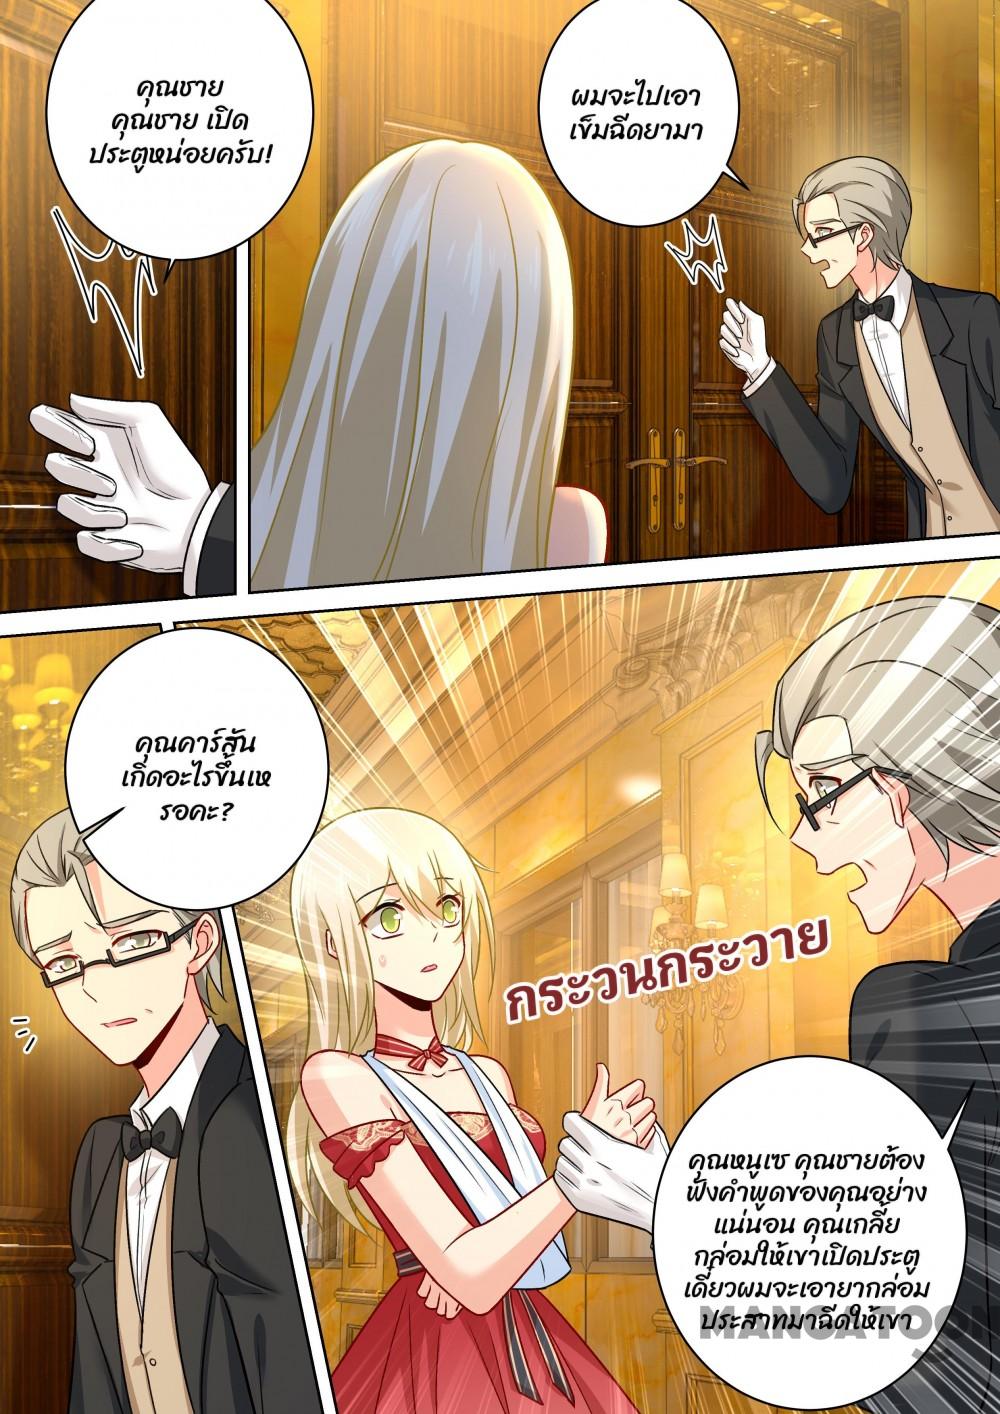 คุณชาย
คุณชาย เปิด
ประตูหน่อยครับ!
ผมจะไปเอา
เข็มฉีดยามา
คุณคาร์สัน
เกิดอะไรขึ้นเห
รอคะ?
กระวนกระวาย
คุณหนูเซ คุณชายต้อง
ฟังคำพูดของคุณอย่าง
แน่นอน คุณเกลี้ย
กล่อมให้เขาเปิดประตู
เดี๋ยวผมจะเอายากล่อม
ประสาทมาฉีดให้เขา
MANGATOON